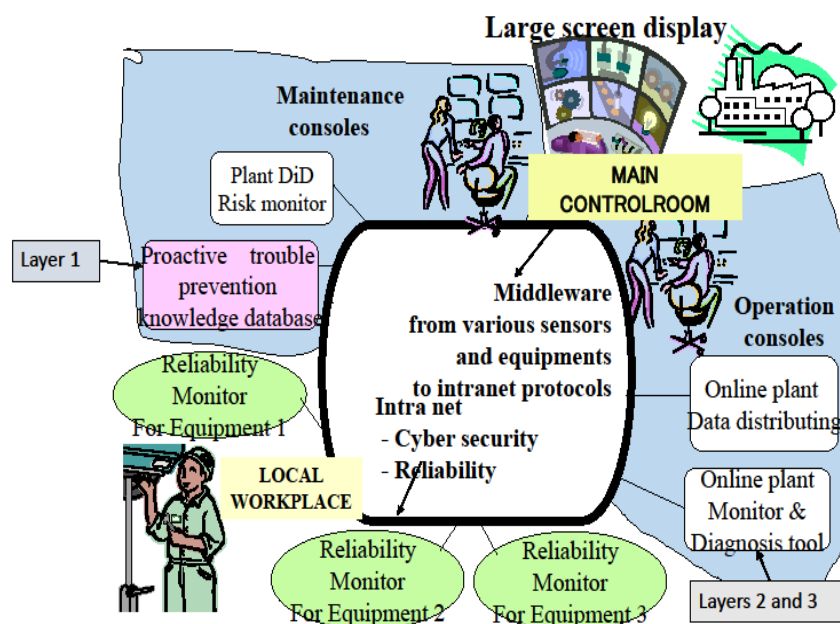 Large screen display
Maintenance
consoles
Plant DiD
Risk monitor
MAIN
CONTROLROOM
Layer 1
Proactive trouble
prevention
knowledge database
Middleware
from various sensors
and equipments
to intranet protocols
Operation
consoles
Reliability
Monitor
For Equipment 1
Intra net
- Cyber security
- Reliability
Online plant
Data distributing
LOCAL
WORKPLACE
Online plant
Monitor &
Diagnosis tool
Reliability
Monitor
For Equipment 2
Reliability
Monitor
For Equipment 3
Layers 2 and 3